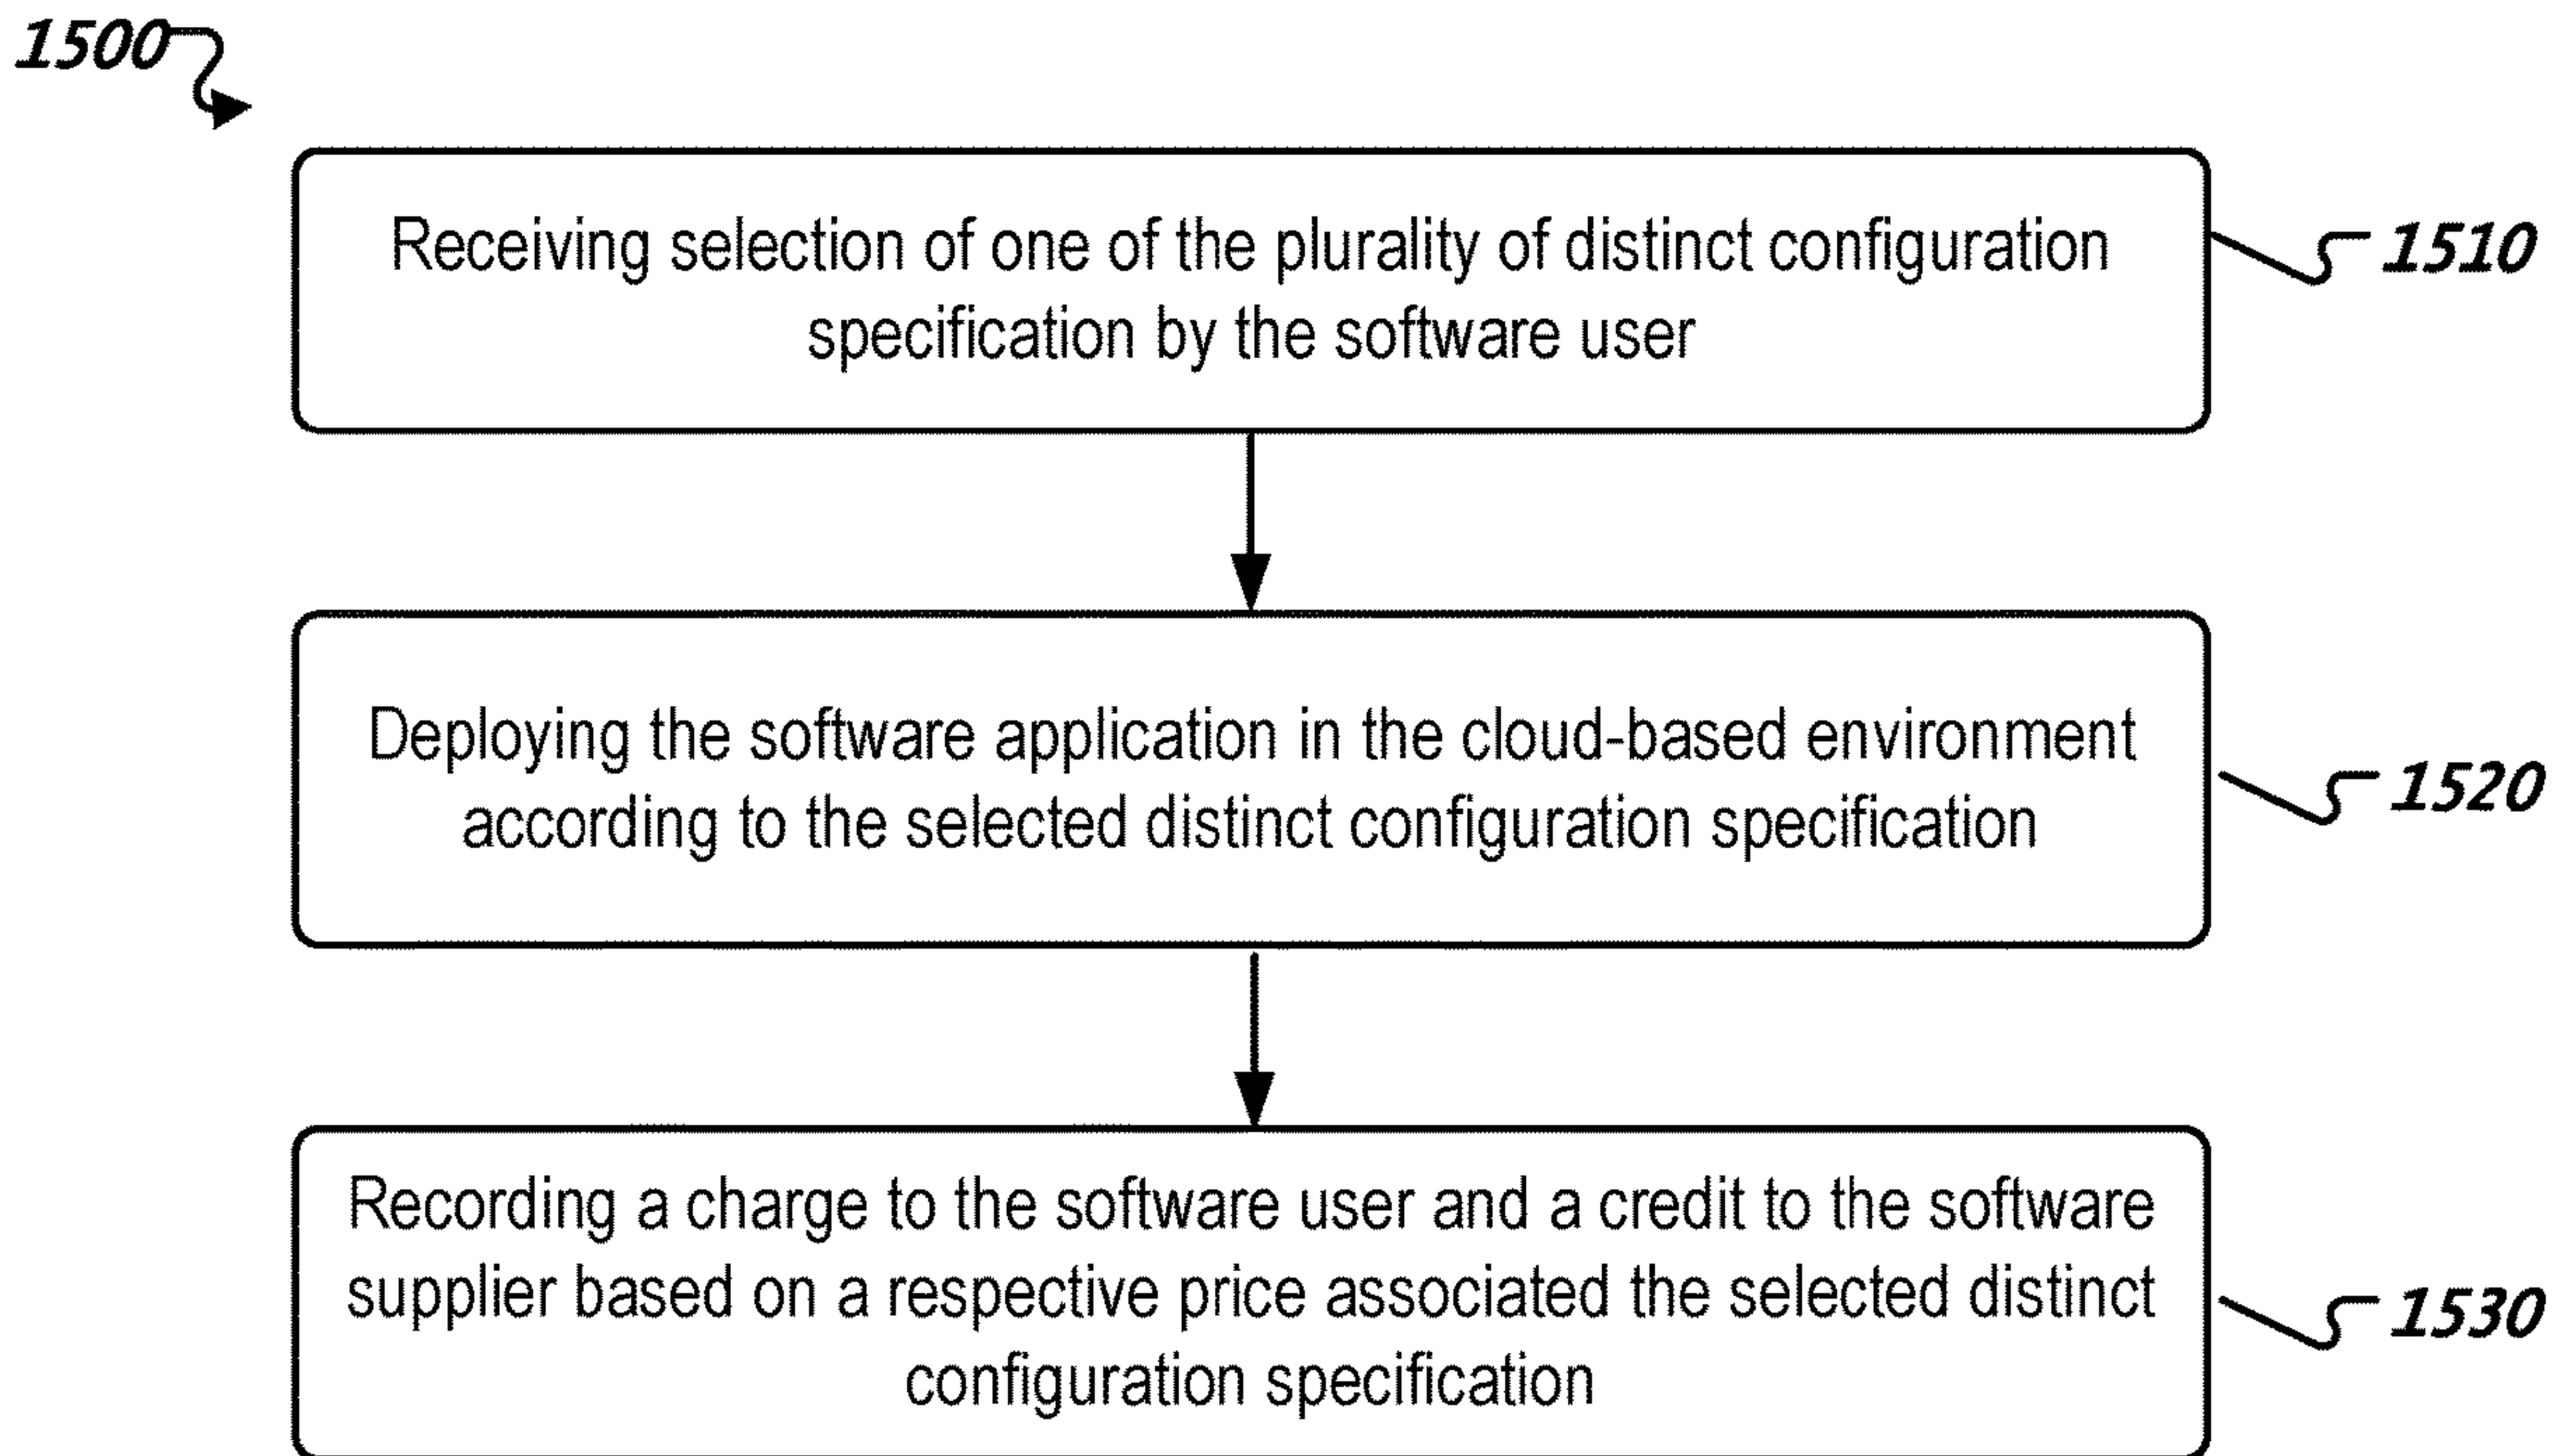 1500
Receiving selection of one of the plurality of distinct configuration
specification by the software user
1510
Deploying the software application in the cloud-based environment
according to the selected distinct configuration specification
1520
Recording a charge to the software user and a credit to the software
supplier based on a respective price associated the selected distinct
configuration specification
1530